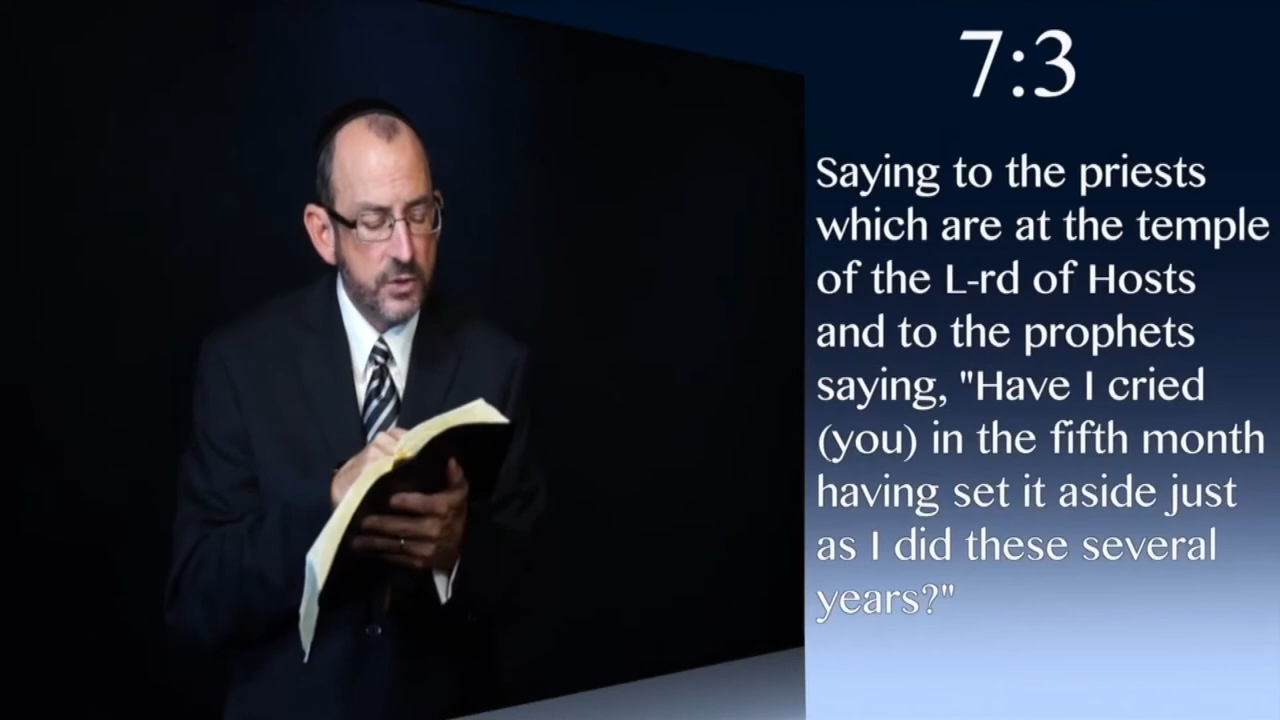 7:3
Saying to the priests
which are at the temple
of the L-rd of Hosts
and to the prophets
saying, "Have I cried
(you) in the fifth month
having set it aside just
as I did these several
years?"